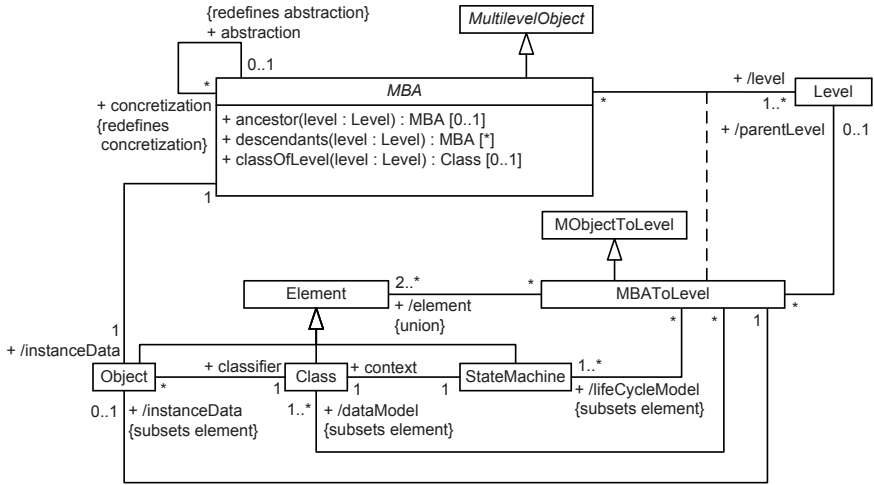 {redefines abstraction}
+ abstraction
0..1
*
+ concretization
{redefines
concretization}
MultilevelObject
MBA
+ ancestor(level : Level) : MBA [0..1]
+ descendants(level : Level) : MBA [*]
+ classOfLevel(level : Level) : Class [0..1]
*
+ /level
1..*
Level
+ /parentLevel
0..1
1
MObjectToLevel
Element
2..*
+ /element
{union}
*
MBAToLevel
*
*
*
1
1
+ /instanceData
Object
*
+ classifier
1
Class
+ context
1
1
StateMachine
1..*
+ /lifeCycleModel
{subsets element}
0..1
+ /instanceData
{subsets element}
1..*
+ /dataModel
{subsets element}